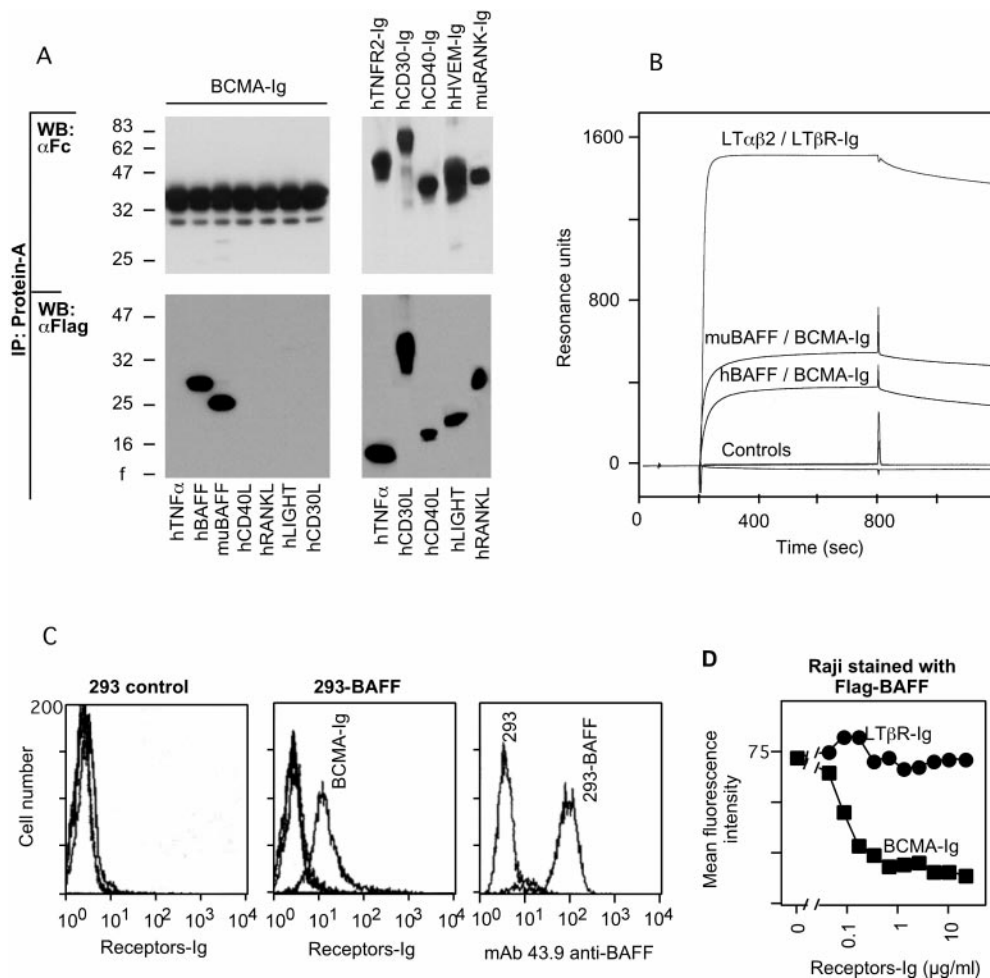 A
BCMA-Ig
hTNFR2-Ig
hCD30-Ig
hCD40-Ig
hHVEM-Ig
muRANK-Ig
IP: Protein-A
WB:
αFc
83
62
47
32
25
WB:
αFlag
47
32
25
16
f
hTNFα
hBAFF
muBAFF
hCD40L
hRANKL
hLIGHT
hCD30L
hTNFα
hCD30L
hCD40L
hLIGHT
hRANKL
B
1600
800
0
Resonance units
LTαβ2 / LTβR-Ig
muBAFF / BCMA-Ig
hBAFF / BCMA-Ig
Controls
0 400 800
Time (sec)
C
293 control
200
Cell number
10⁰ 10¹ 10² 10³ 10⁴
Receptors-Ig
293-BAFF
BCMA-Ig
10⁰ 10¹ 10² 10³ 10⁴
Receptors-Ig
293
293-BAFF
10⁰ 10¹ 10² 10³ 10⁴
mAb 43.9 anti-BAFF
D
Raji stained with
Flag-BAFF
75
Mean fluorescence
intensity
LTβR-Ig
BCMA-Ig
0 0.1 1 10
Receptors-Ig (µg/ml)